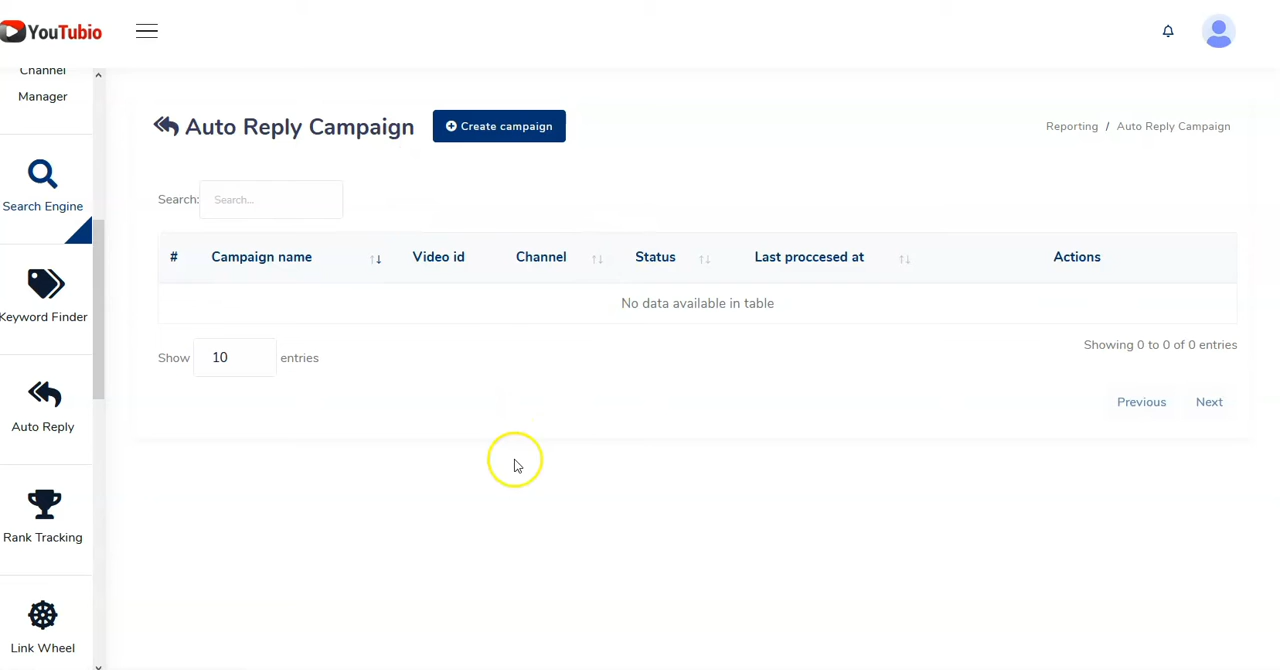 YouTubio
Channel
Manager
Search Engine
Keyword Finder
Auto Reply
Rank Tracking
Link Wheel
Auto Reply Campaign
Create campaign
Reporting / Auto Reply Campaign
Search: Search...
# Campaign name Video id Channel Status Last proccesed at Actions
No data available in table
Show 10 entries
Showing 0 to 0 of 0 entries
Previous Next